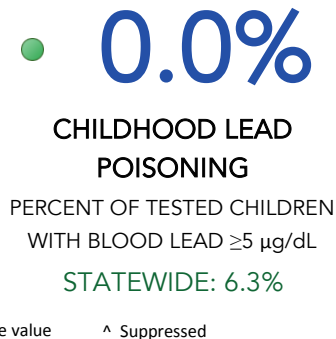 0.0%
CHILDHOOD LEAD
POISONING
PERCENT OF TESTED CHILDREN
WITH BLOOD LEAD ≥5 µg/dL
STATEWIDE: 6.3%
value ^ Suppressed